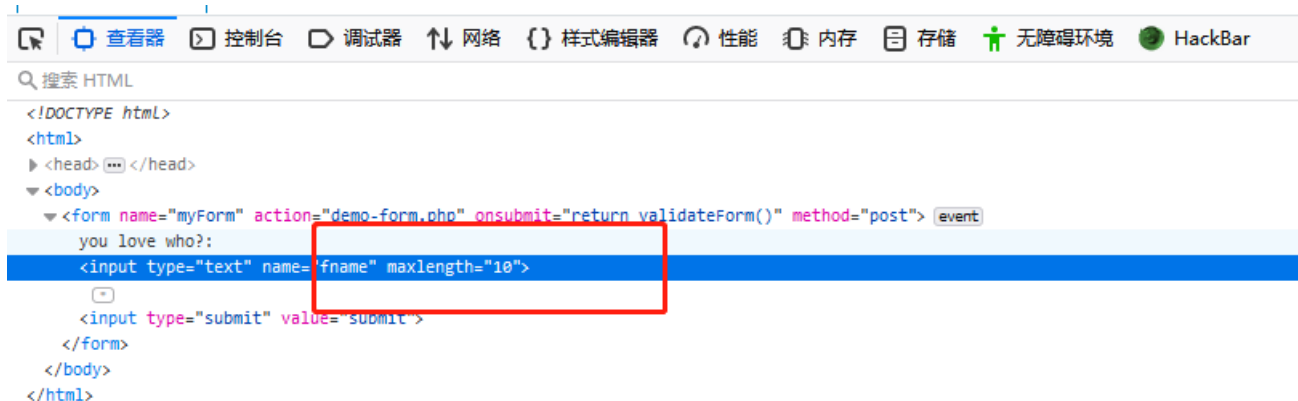 查看器 控制台 调试器 网络 {} 样式编辑器 性能 内存 存储 无障碍环境 HackBar
搜索 HTML
<!DOCTYPE html>
<html>
<head> ••• </head>
<body>
<form name="myForm" action="demo-form.php" onsubmit="return validateForm()" method="post"> event
you love who?:
<input type="text" name="fname" maxlength="10">
<input type="submit" value="submit">
</form>
</body>
</html>